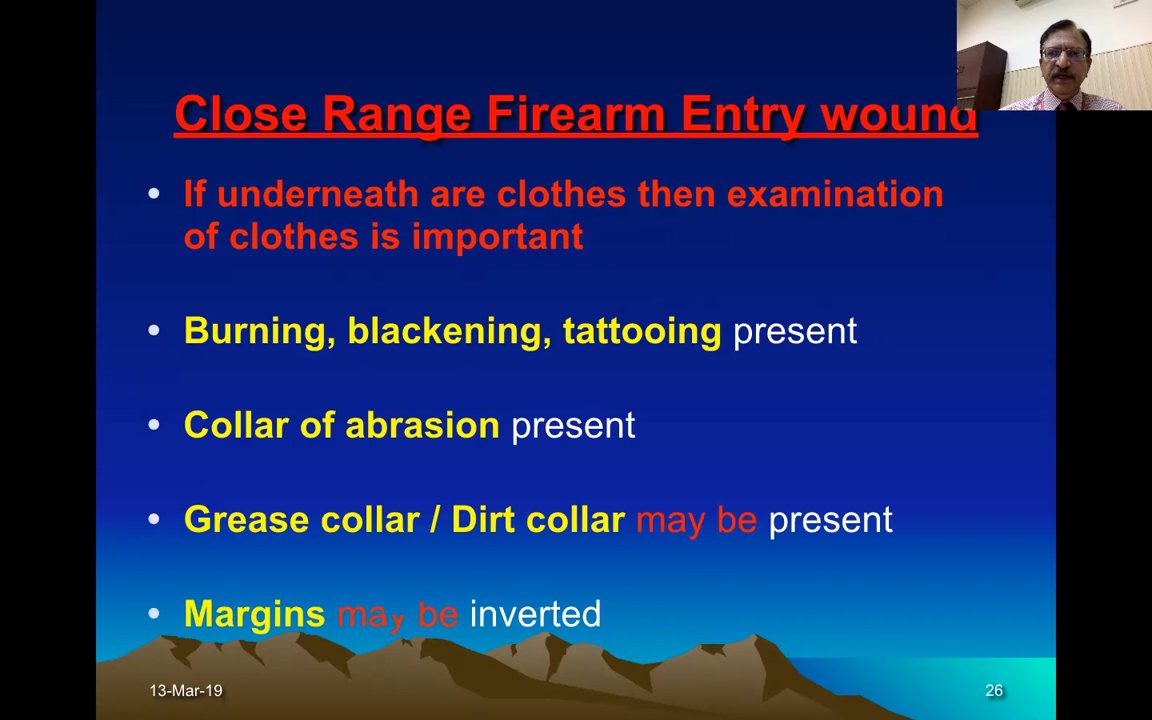 Close Range Firearm Entry wound
• If underneath are clothes then examination
of clothes is important
• Burning, blackening, tattooing present
• Collar of abrasion present
• Grease collar / Dirt collar may be present
• Margins may be inverted
13-Mar-19
26